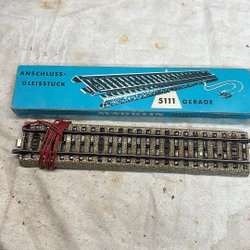 ANSCHLUSS-
GLEISSTÜCK
5111
GERADE
MÄRKLIN